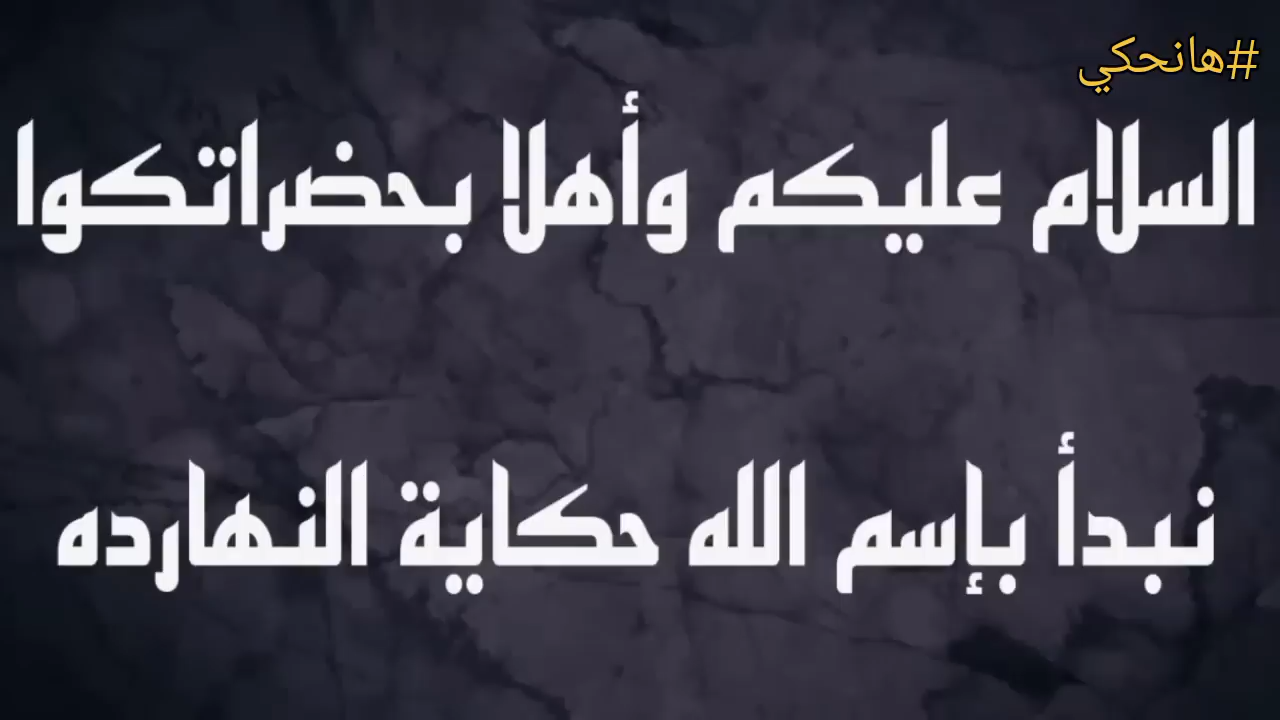 #هانحكي
السلام عليكم وأهلا بحضراتكوا
نبدأ بإسم الله حكاية النهارده